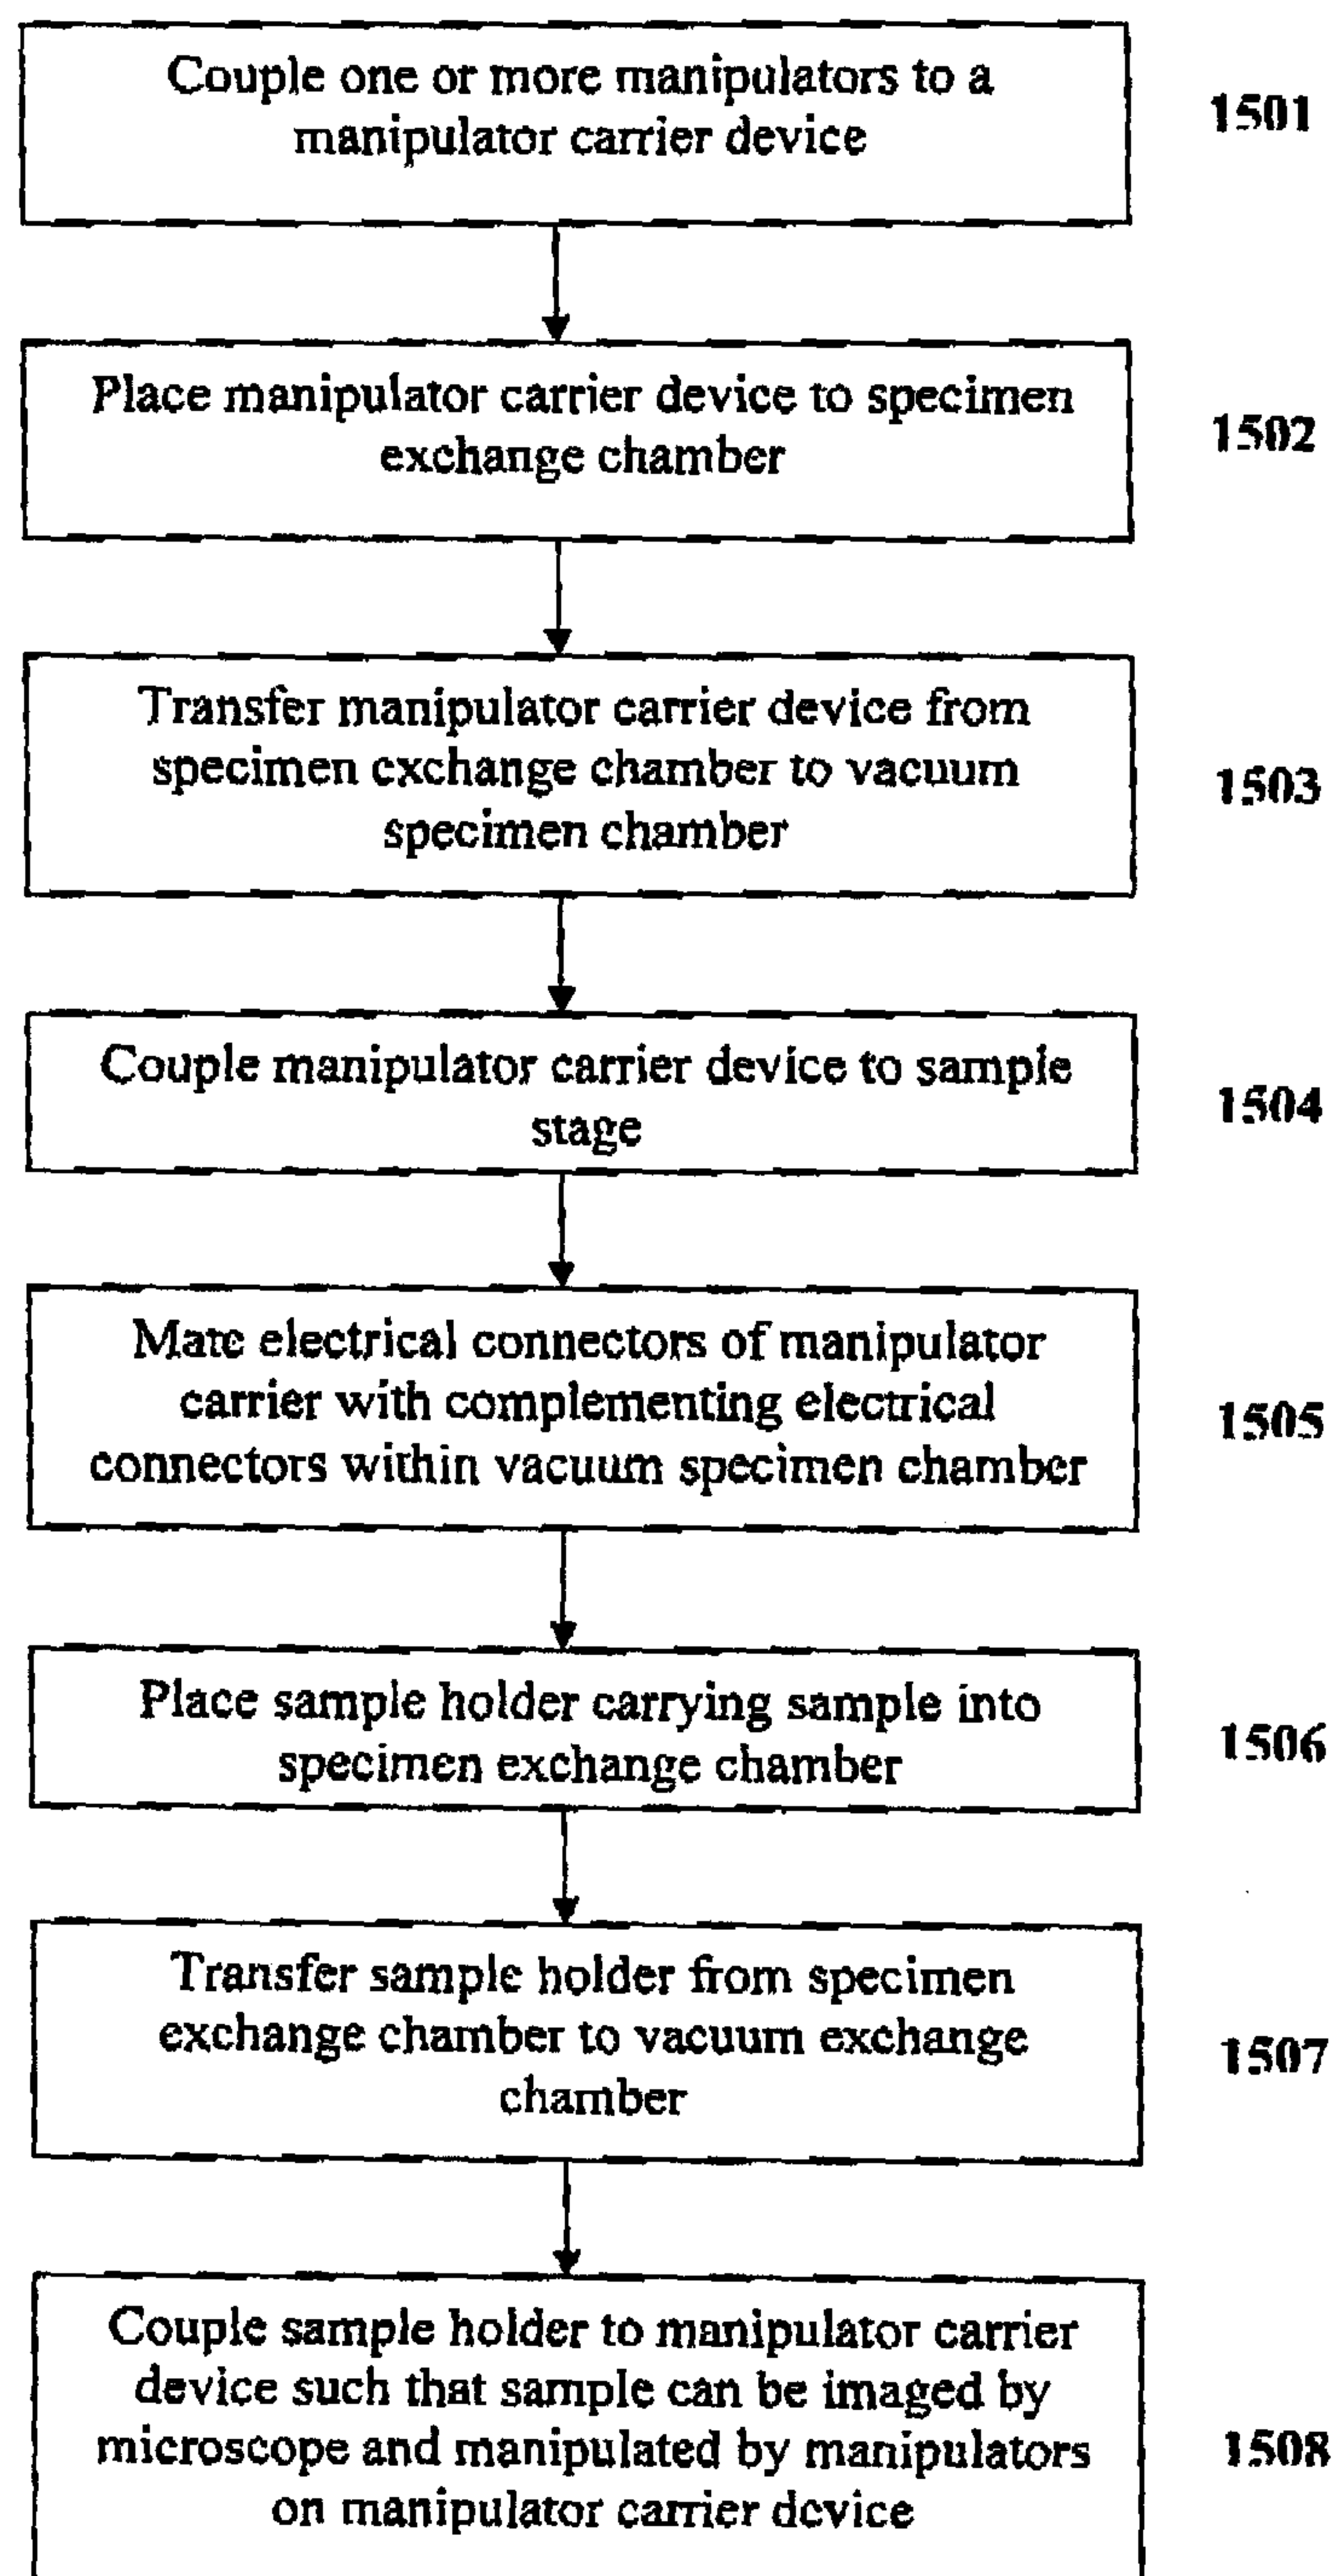 Couple one or more manipulators to a
manipulator carrier device
1501
Place manipulator carrier device to specimen
exchange chamber
1502
Transfer manipulator carrier device from
specimen exchange chamber to vacuum
specimen chamber
1503
Couple manipulator carrier device to sample
stage
1504
Mate electrical connectors of manipulator
carrier with complementing electrical
connectors within vacuum specimen chamber
1505
Place sample holder carrying sample into
specimen exchange chamber
1506
Transfer sample holder from specimen
exchange chamber to vacuum exchange
chamber
1507
Couple sample holder to manipulator carrier
device such that sample can be imaged by
microscope and manipulated by manipulators
on manipulator carrier device
1508